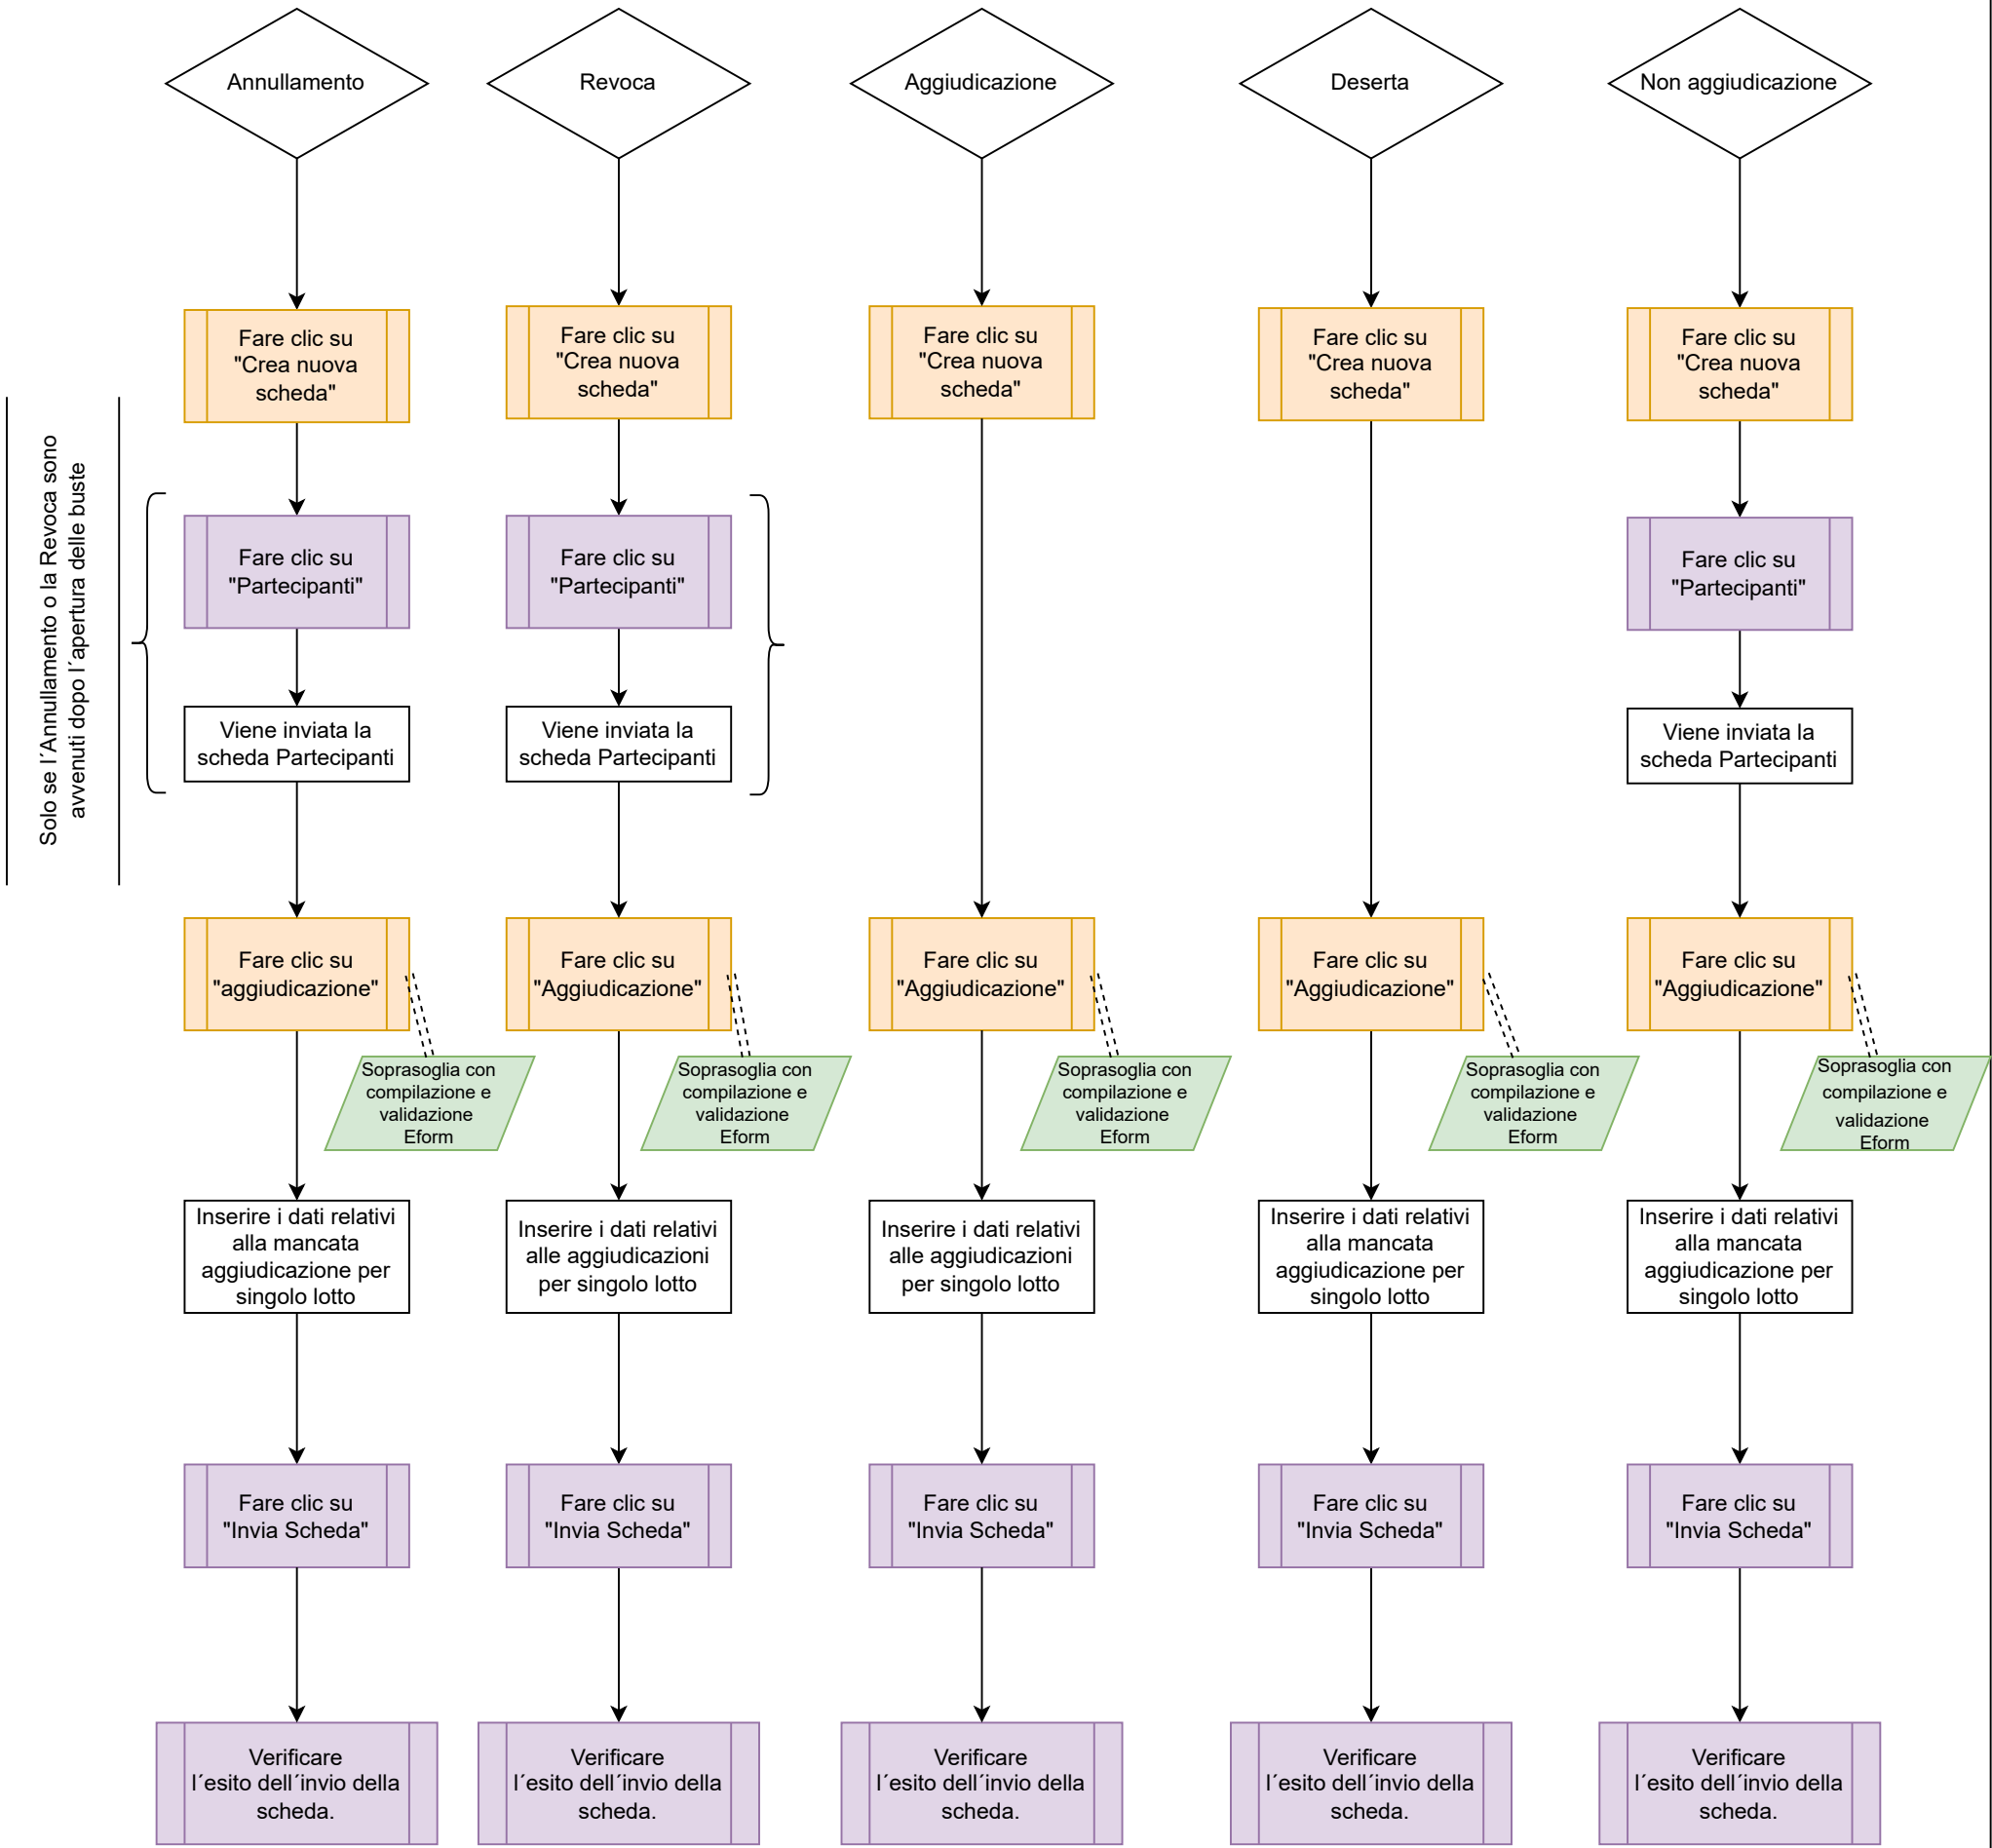 Annullamento
Revoca
Aggiudicazione
Deserta
Non aggiudicazione
Fare clic su
"Crea nuova
scheda"
Fare clic su
"Crea nuova
scheda"
Fare clic su
"Crea nuova
scheda"
Fare clic su
"Crea nuova
scheda"
Fare clic su
"Crea nuova
scheda"
Solo se l´Annullamento o la Revoca sono
avvenuti dopo l´apertura delle buste
Fare clic su
"Partecipanti"
Fare clic su
"Partecipanti"
Fare clic su
"Partecipanti"
Viene inviata la
scheda Partecipanti
Viene inviata la
scheda Partecipanti
Viene inviata la
scheda Partecipanti
Fare clic su
"aggiudicazione"
Fare clic su
"Aggiudicazione"
Fare clic su
"Aggiudicazione"
Fare clic su
"Aggiudicazione"
Fare clic su
"Aggiudicazione"
Soprasoglia con
compilazione e
validazione
Eform
Soprasoglia con
compilazione e
validazione
Eform
Soprasoglia con
compilazione e
validazione
Eform
Soprasoglia con
compilazione e
validazione
Eform
Soprasoglia con
compilazione e
validazione
Eform
Inserire i dati relativi
alla mancata
aggiudicazione per
singolo lotto
Inserire i dati relativi
alle aggiudicazioni
per singolo lotto
Inserire i dati relativi
alle aggiudicazioni
per singolo lotto
Inserire i dati relativi
alla mancata
aggiudicazione per
singolo lotto
Inserire i dati relativi
alla mancata
aggiudicazione per
singolo lotto
Fare clic su
"Invia Scheda"
Fare clic su
"Invia Scheda"
Fare clic su
"Invia Scheda"
Fare clic su
"Invia Scheda"
Fare clic su
"Invia Scheda"
Verificare
l´esito dell´invio della
scheda.
Verificare
l´esito dell´invio della
scheda.
Verificare
l´esito dell´invio della
scheda.
Verificare
l´esito dell´invio della
scheda.
Verificare
l´esito dell´invio della
scheda.